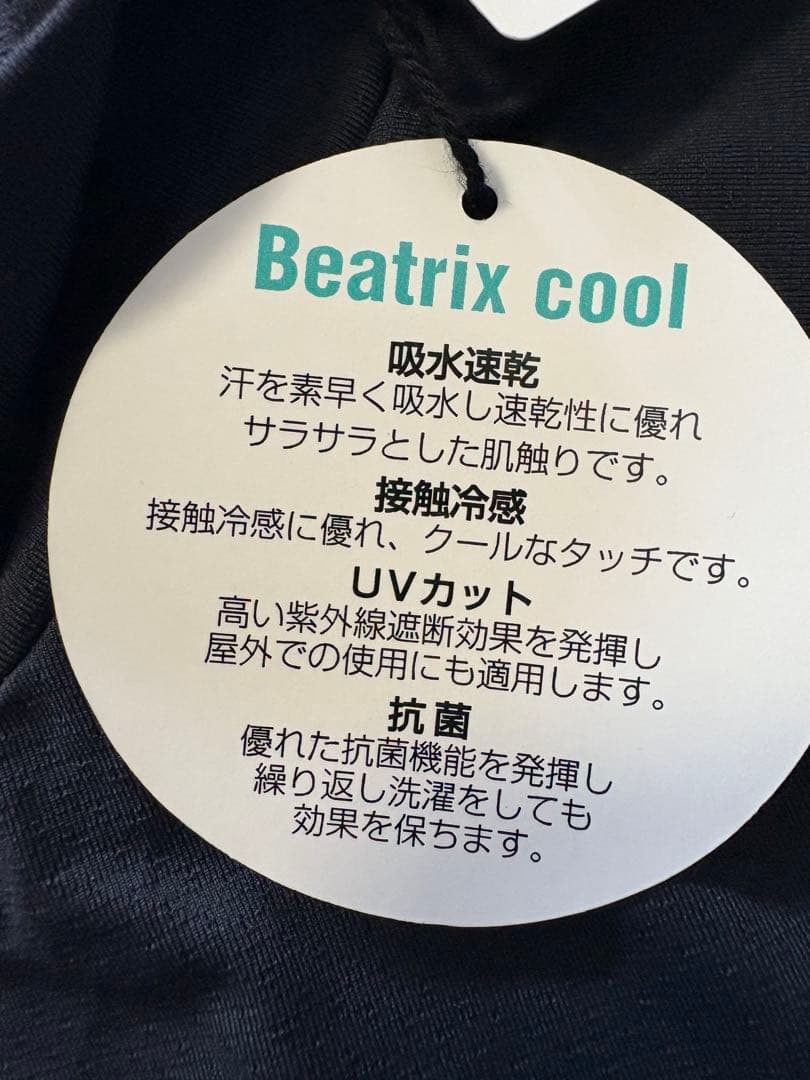 Beatrix cool
吸水速乾
汗を素早く吸水し速乾性に優れ
サラサラとした肌触りです。
接触冷感
接触冷感に優れ、クールなタッチです。
UVカット
高い紫外線遮断効果を発揮し
屋外での使用にも適用します。
抗菌
優れた抗菌機能を発揮し
繰り返し洗濯をしても
効果を保ちます。